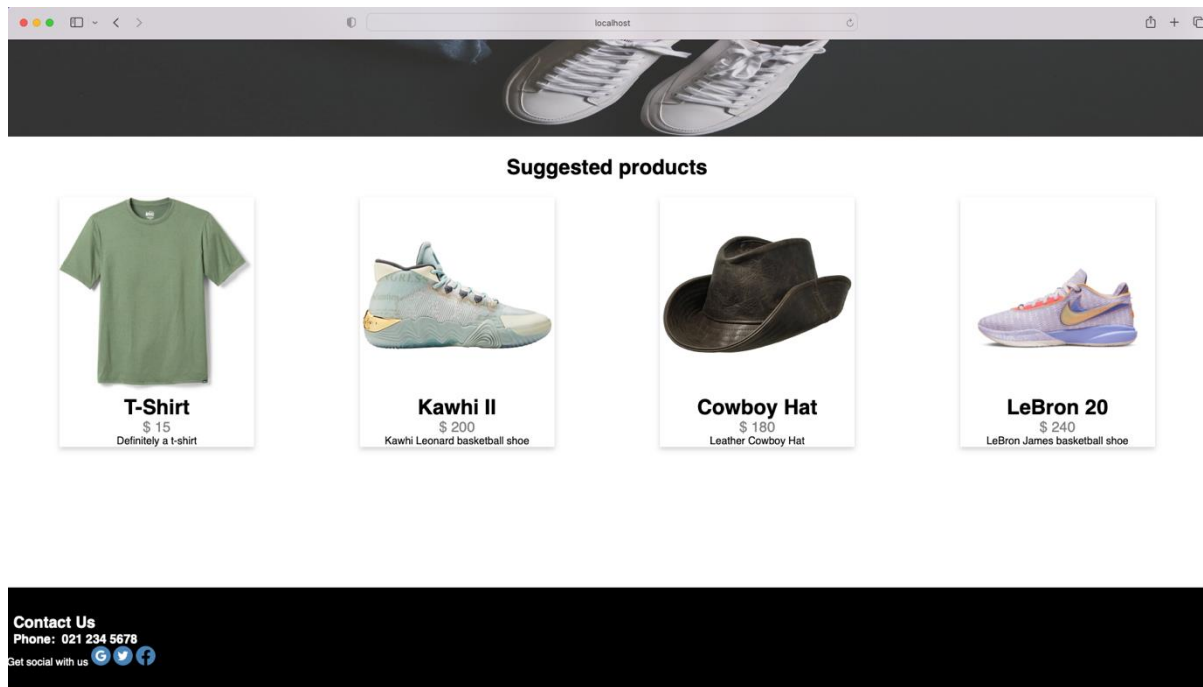 localhost
Suggested products
T-Shirt
$ 15
Definitely a t-shirt
Kawhi II
$ 200
Kawhi Leonard basketball shoe
Cowboy Hat
$ 180
Leather Cowboy Hat
LeBron 20
$ 240
LeBron James basketball shoe
Contact Us
Phone: 021 234 5678
Get social with us